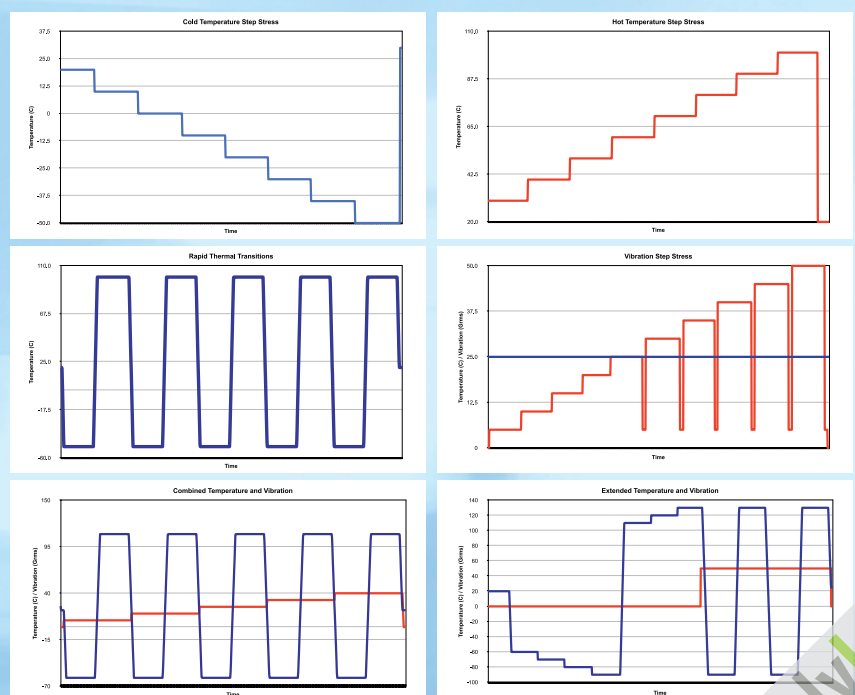 Cold Temperature Step Stress
37,5
25,0
12,5
0
-12,5
-25,0
-37,5
-50,0
Temperature (C)
Time
Hot Temperature Step Stress
110,0
87,5
65,0
42,5
20,0
Temperature (C)
Time
Rapid Thermal Transitions
110,0
67,5
25,0
-17,5
-60,0
Temperature (C)
Time
Vibration Step Stress
50,0
37,5
25,0
12,5
0
Temperature (C) / Vibration (Grms)
Time
Combined Temperature and Vibration
150
95
40
-15
-70
Temperature (C) / Vibration (Grms)
Time
Extended Temperature and Vibration
140
120
100
80
60
40
20
0
-20
-40
-60
-80
-100
Temperature (C) / Vibration (Grms)
Time